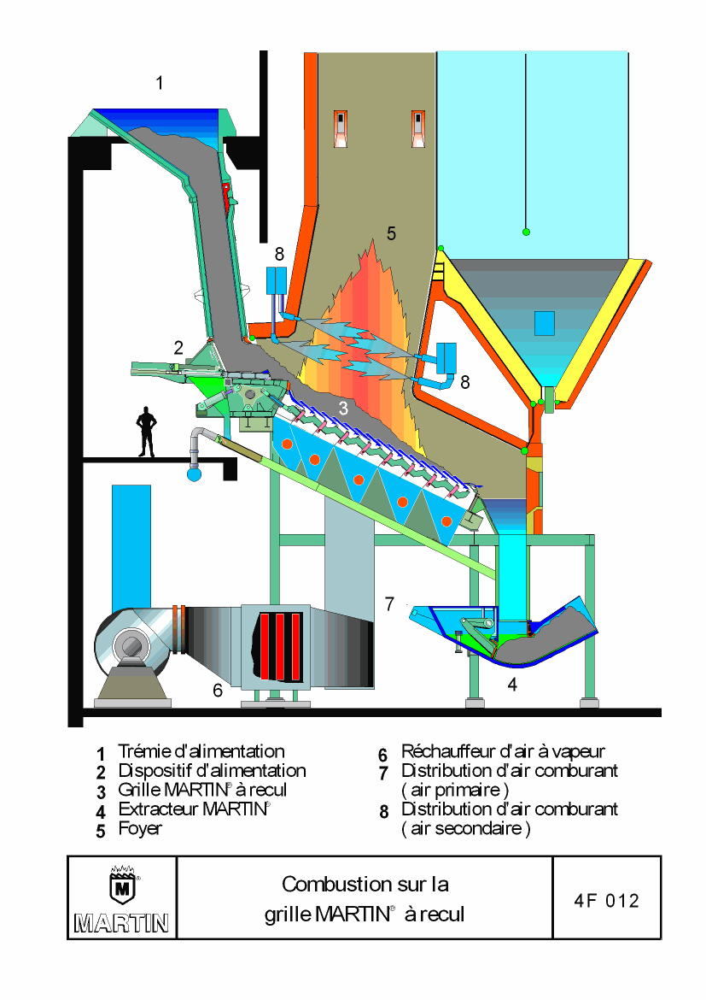 1
5
8
2
8
3
7
6
4
1 Trémie d'alimentation
2 Dispositif d'alimentation
3 Grille MARTIN® à recul
4 Extracteur MARTIN®
5 Foyer
6 Réchauffeur d'air à vapeur
7 Distribution d'air comburant
( air primaire )
8 Distribution d'air comburant
( air secondaire )
M ®
MARTIN
Combustion sur la
grille MARTIN® à recul
4F 012